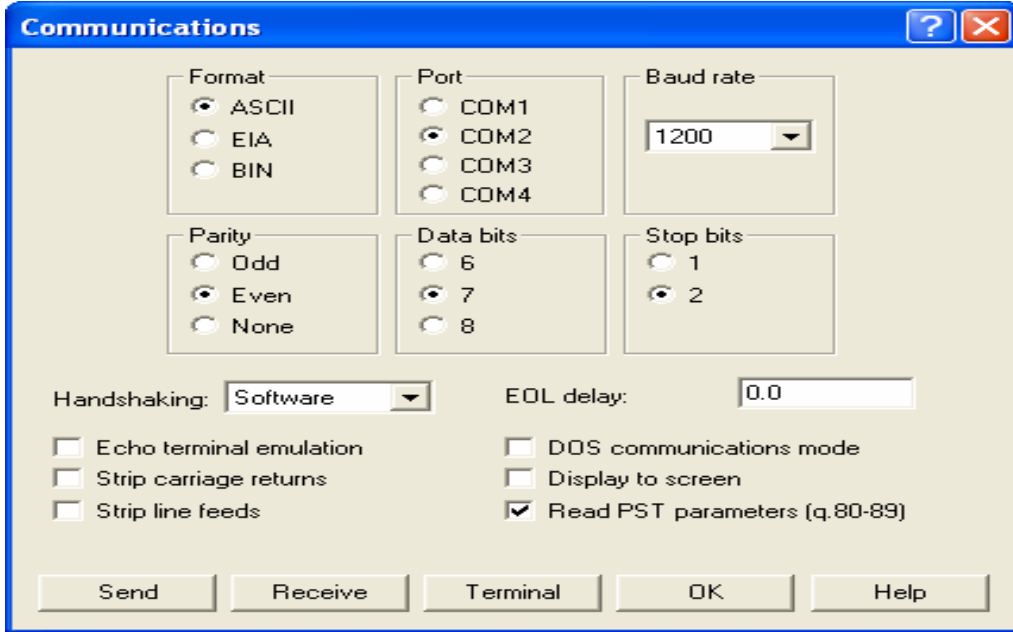 Communications
Format
ASCII
EIA
BIN
Port
COM1
COM2
COM3
COM4
Baud rate
1200
Parity
Odd
Even
None
Data bits
6
7
8
Stop bits
1
2
Handshaking: Software
EOL delay: 0.0
Echo terminal emulation
Strip carriage returns
Strip line feeds
DOS communications mode
Display to screen
Read PST parameters (q.80-89)
Send Receive Terminal OK Help